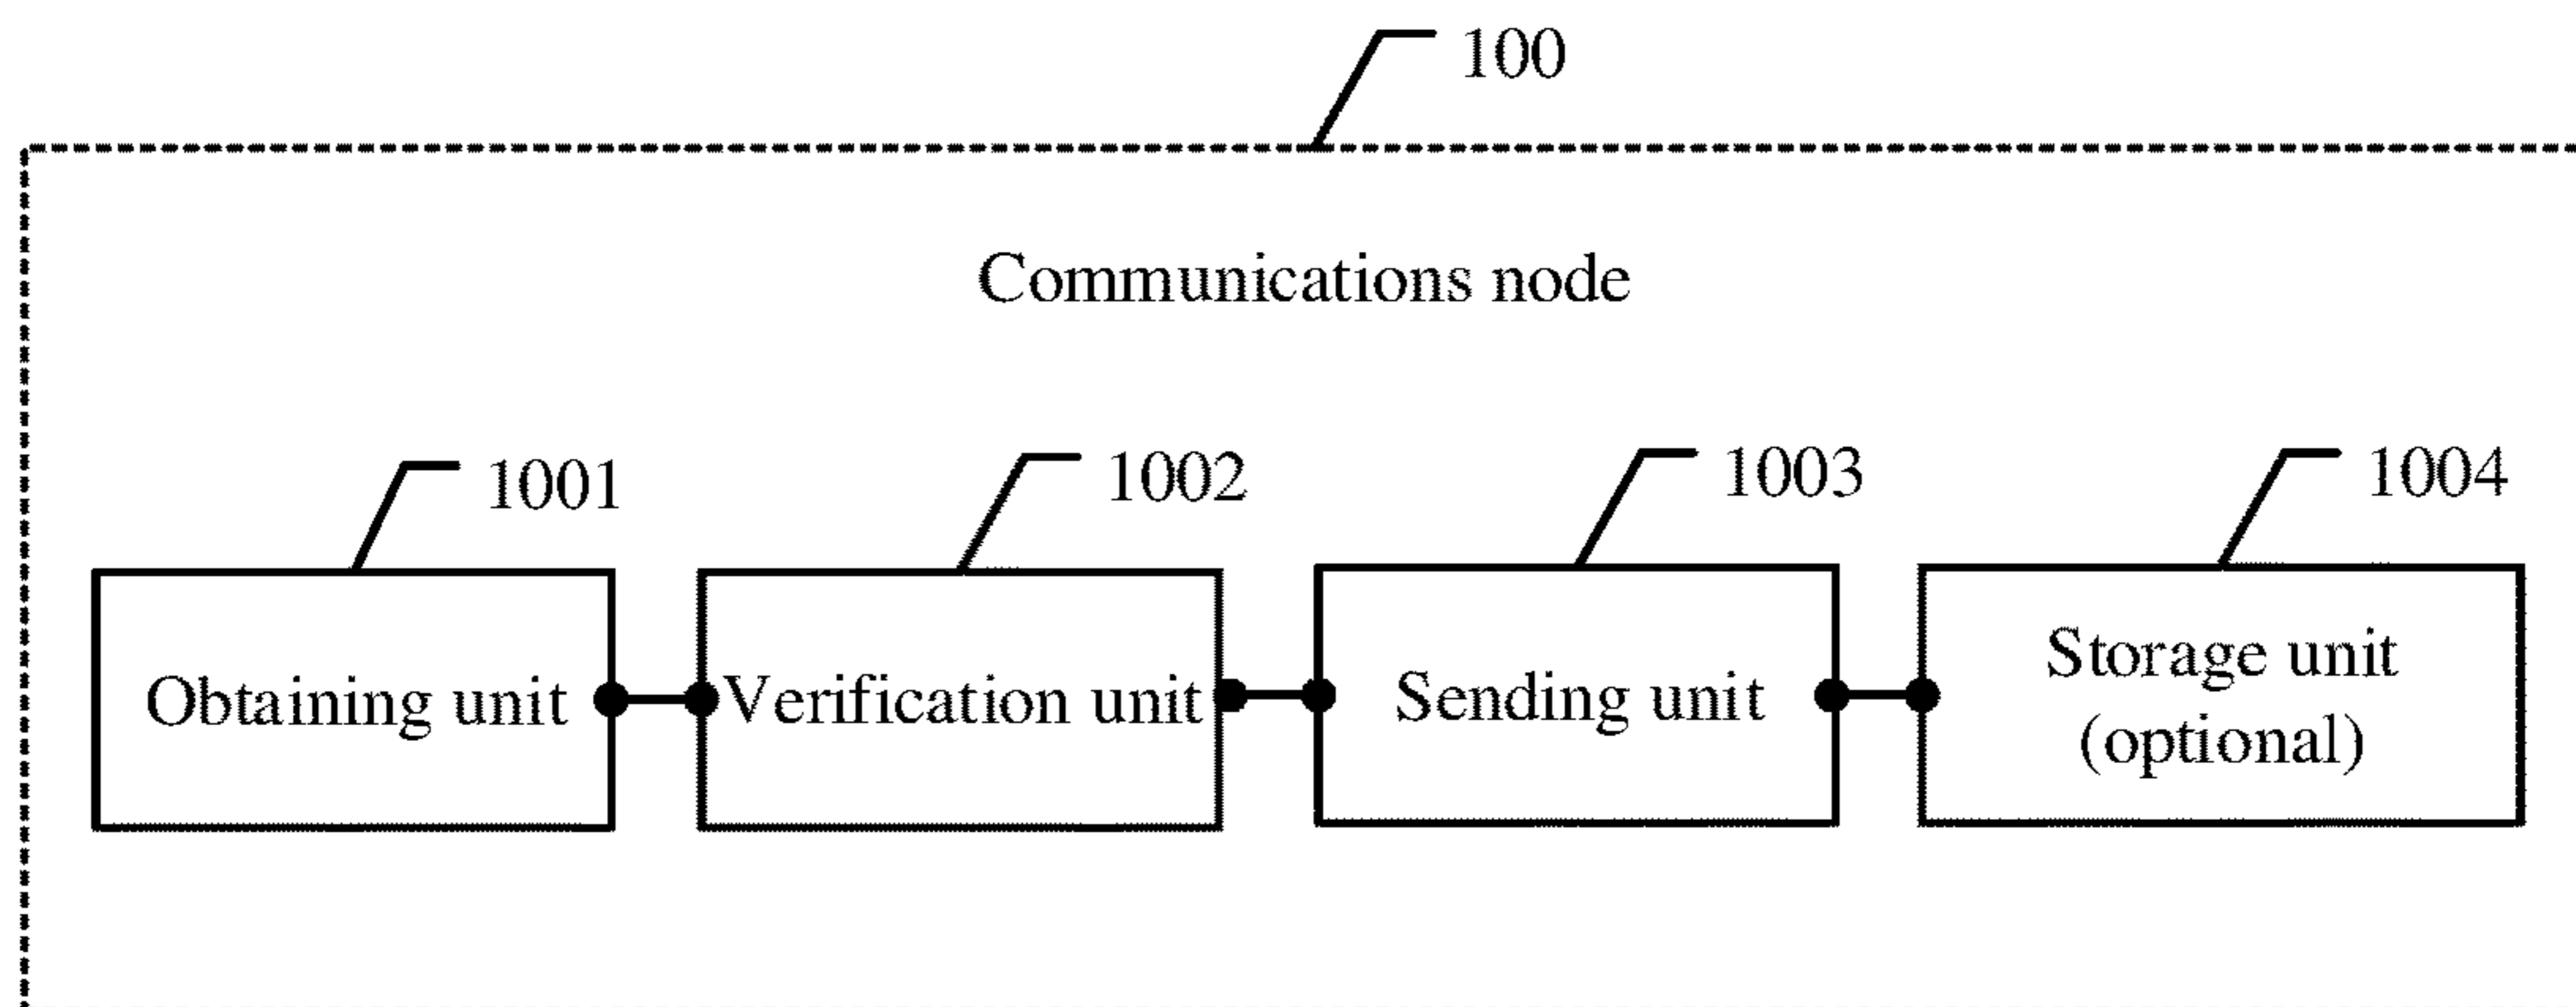 100
Communications node
1001
1002
1003
1004
Obtaining unit
Verification unit
Sending unit
Storage unit
(optional)